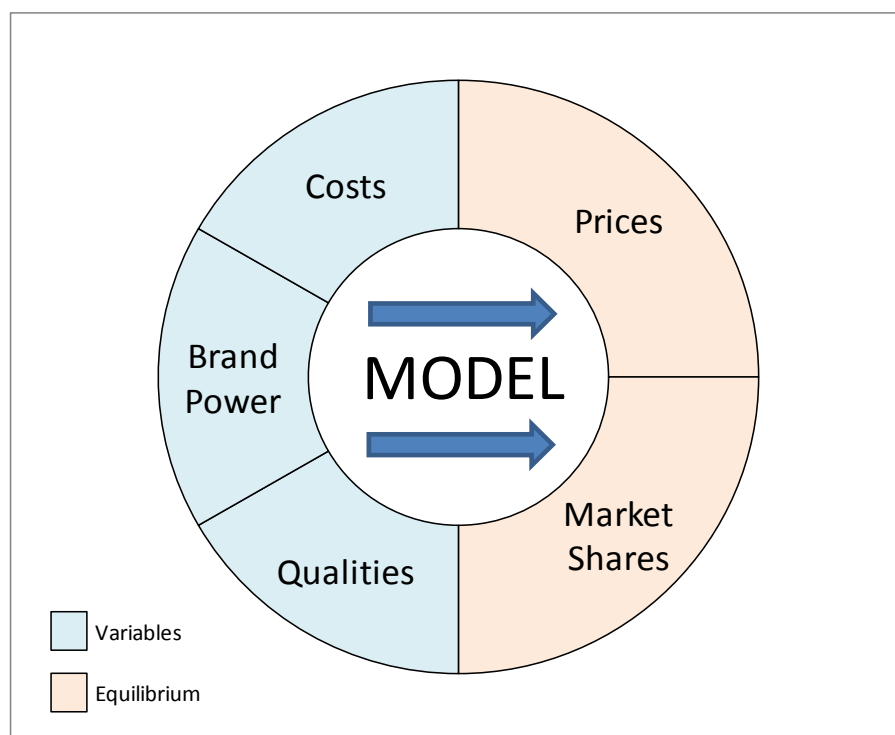 Costs
Prices
Brand
Power
MODEL
Market
Shares
Qualities
Variables
Equilibrium